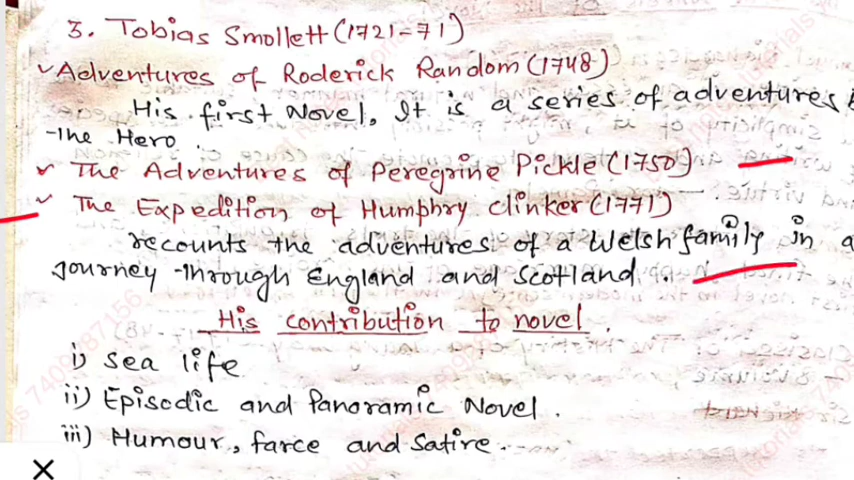 3. Tobias Smollett (1721-71)
✓Adventures of Roderick Random (1748)
His first Novel, It is a series of adventures
the Hero.
✓ The Adventures of Peregrine Pickle (1750)
✓ The Expedition of Humphry Clinker (1771)
recounts the adventures of a Welsh family in a
Journey through England and Scotland.
His contribution to novel.
i) Sea life
ii) Episodic and Panoramic Novel.
iii) Humour, farce and Satire.